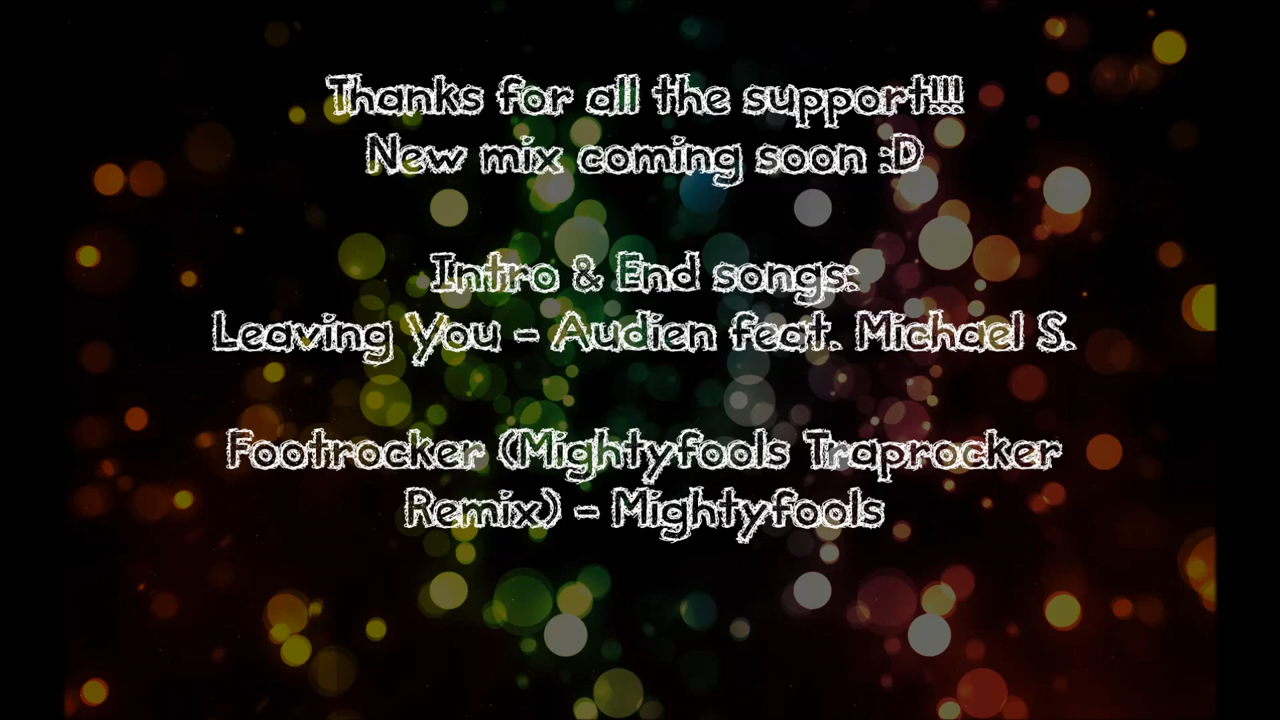 Thanks for all the support!!!
New mix coming soon :D
Intro & End songs:
Leaving You - Audien feat. Michael S.
Footrocker (Mightyfools Traprocker
Remix) - Mightyfools